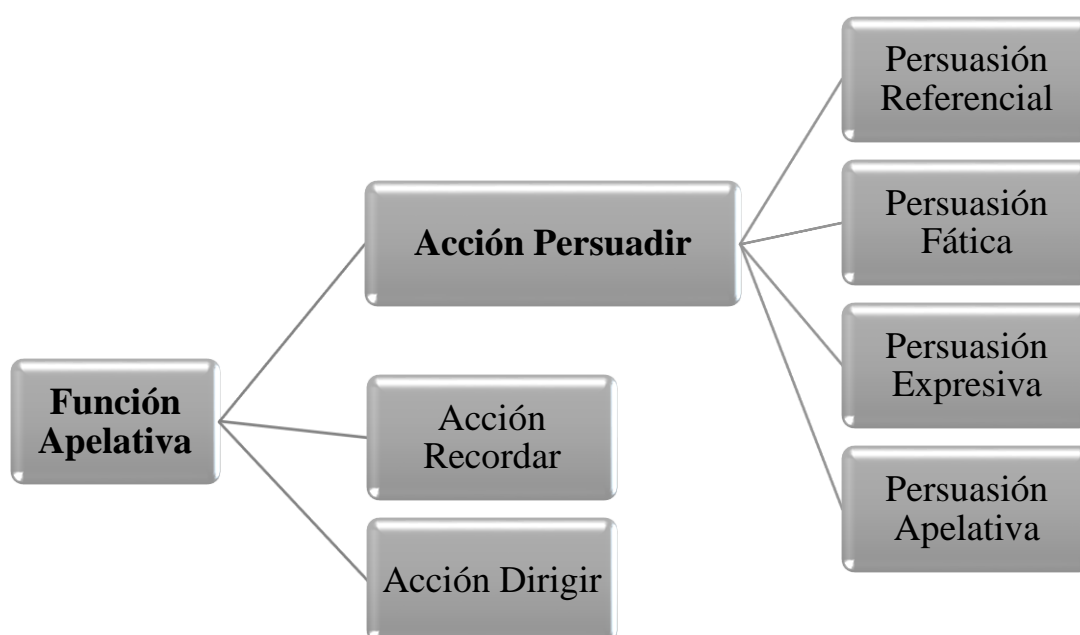 Función
Apelativa
Acción Persuadir
Persuasión
Referencial
Persuasión
Fática
Persuasión
Expresiva
Persuasión
Apelativa
Acción
Recordar
Acción Dirigir